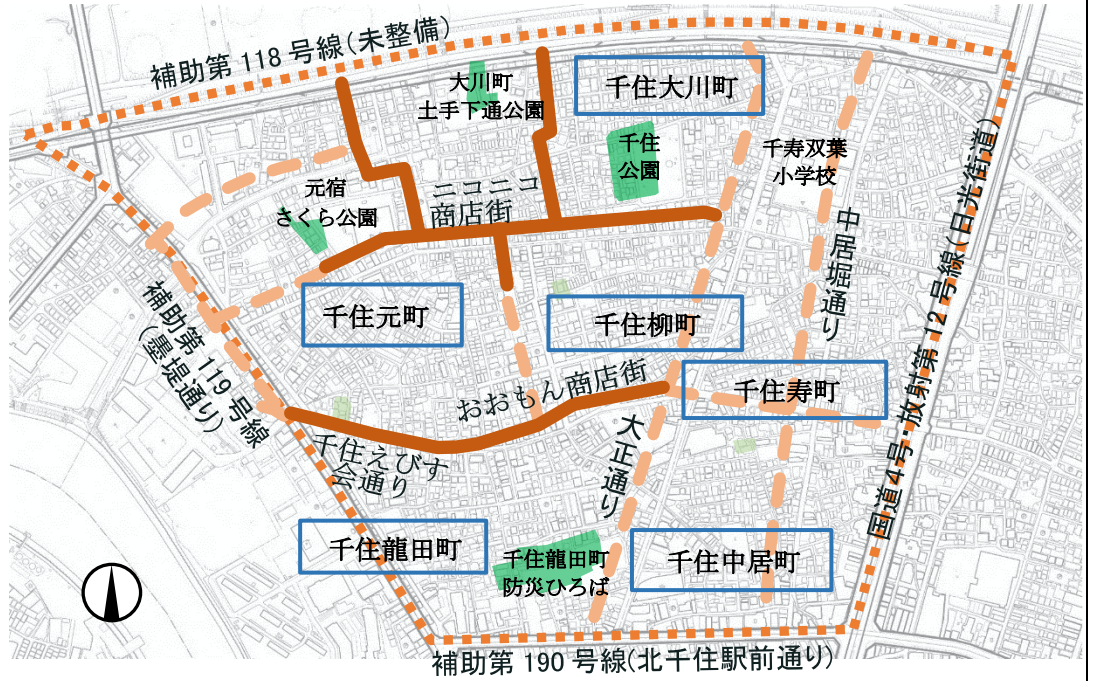 補助第 118 号線(未整備)
大川町
土手下通公園
千住大川町
千住
公園
千寿双葉
小学校
元宿
さくら公園
ニコニコ
商店街
中居堀通り
国道4号・放射第 12 号線(日光街道)
補助第 119 号線
(墨堤通り)
千住元町
千住柳町
千住寿町
おおもん商店街
千住えびす
会通り
大正通り
千住龍田町
千住龍田町
防災ひろば
千住中居町
補助第 190 号線(北千住駅前通り)